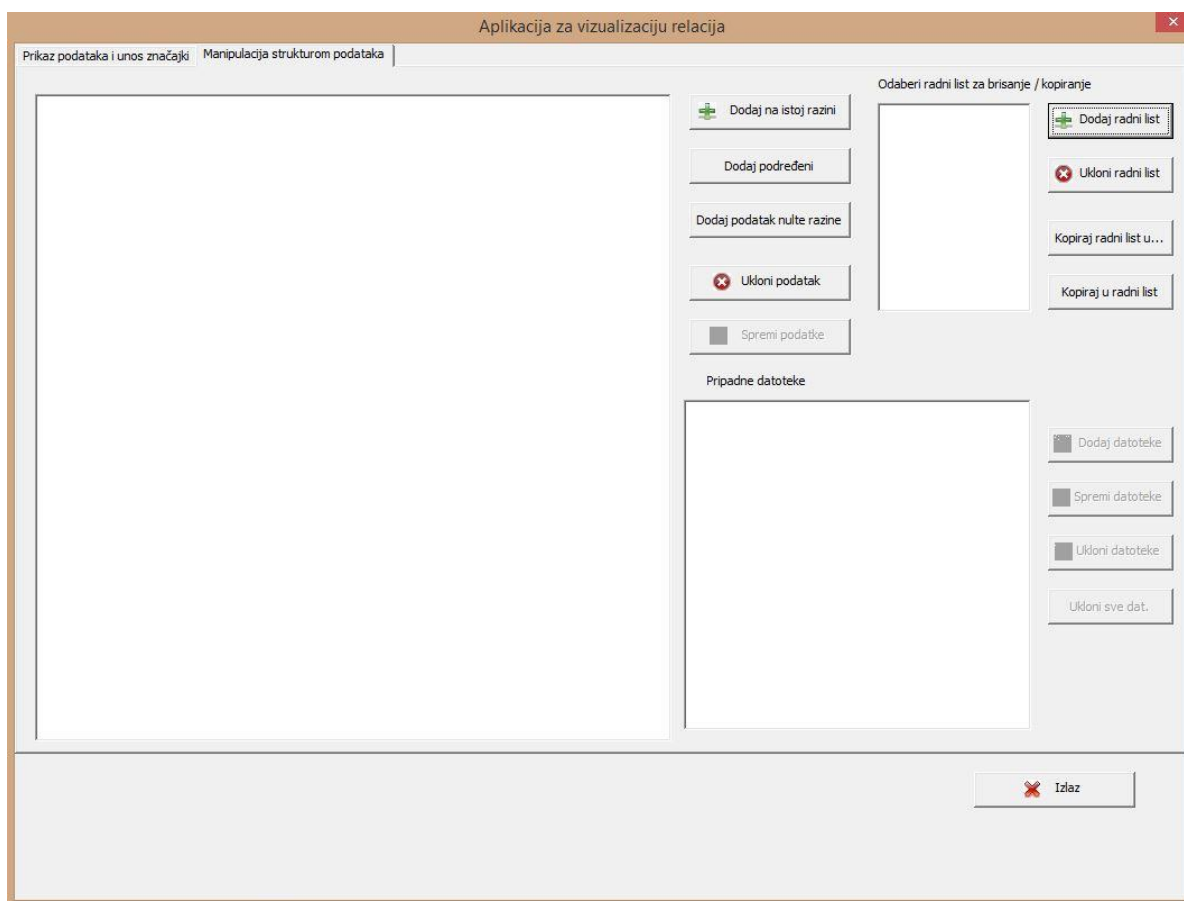 Aplikacija za vizualizaciju relacija
Prikaz podataka i unos značajki
Manipulacija strukturom podataka
Odaberi radni list za brisanje / kopiranje
Dodaj na istoj razini
Dodaj radni list
Dodaj podređeni
Ukloni radni list
Dodaj podatak nulte razine
Kopiraj radni list u...
Ukloni podatak
Kopiraj u radni list
Spremi podatke
Pripadne datoteke
Dodaj datoteke
Spremi datoteke
Ukloni datoteke
Ukloni sve dat.
Izlaz